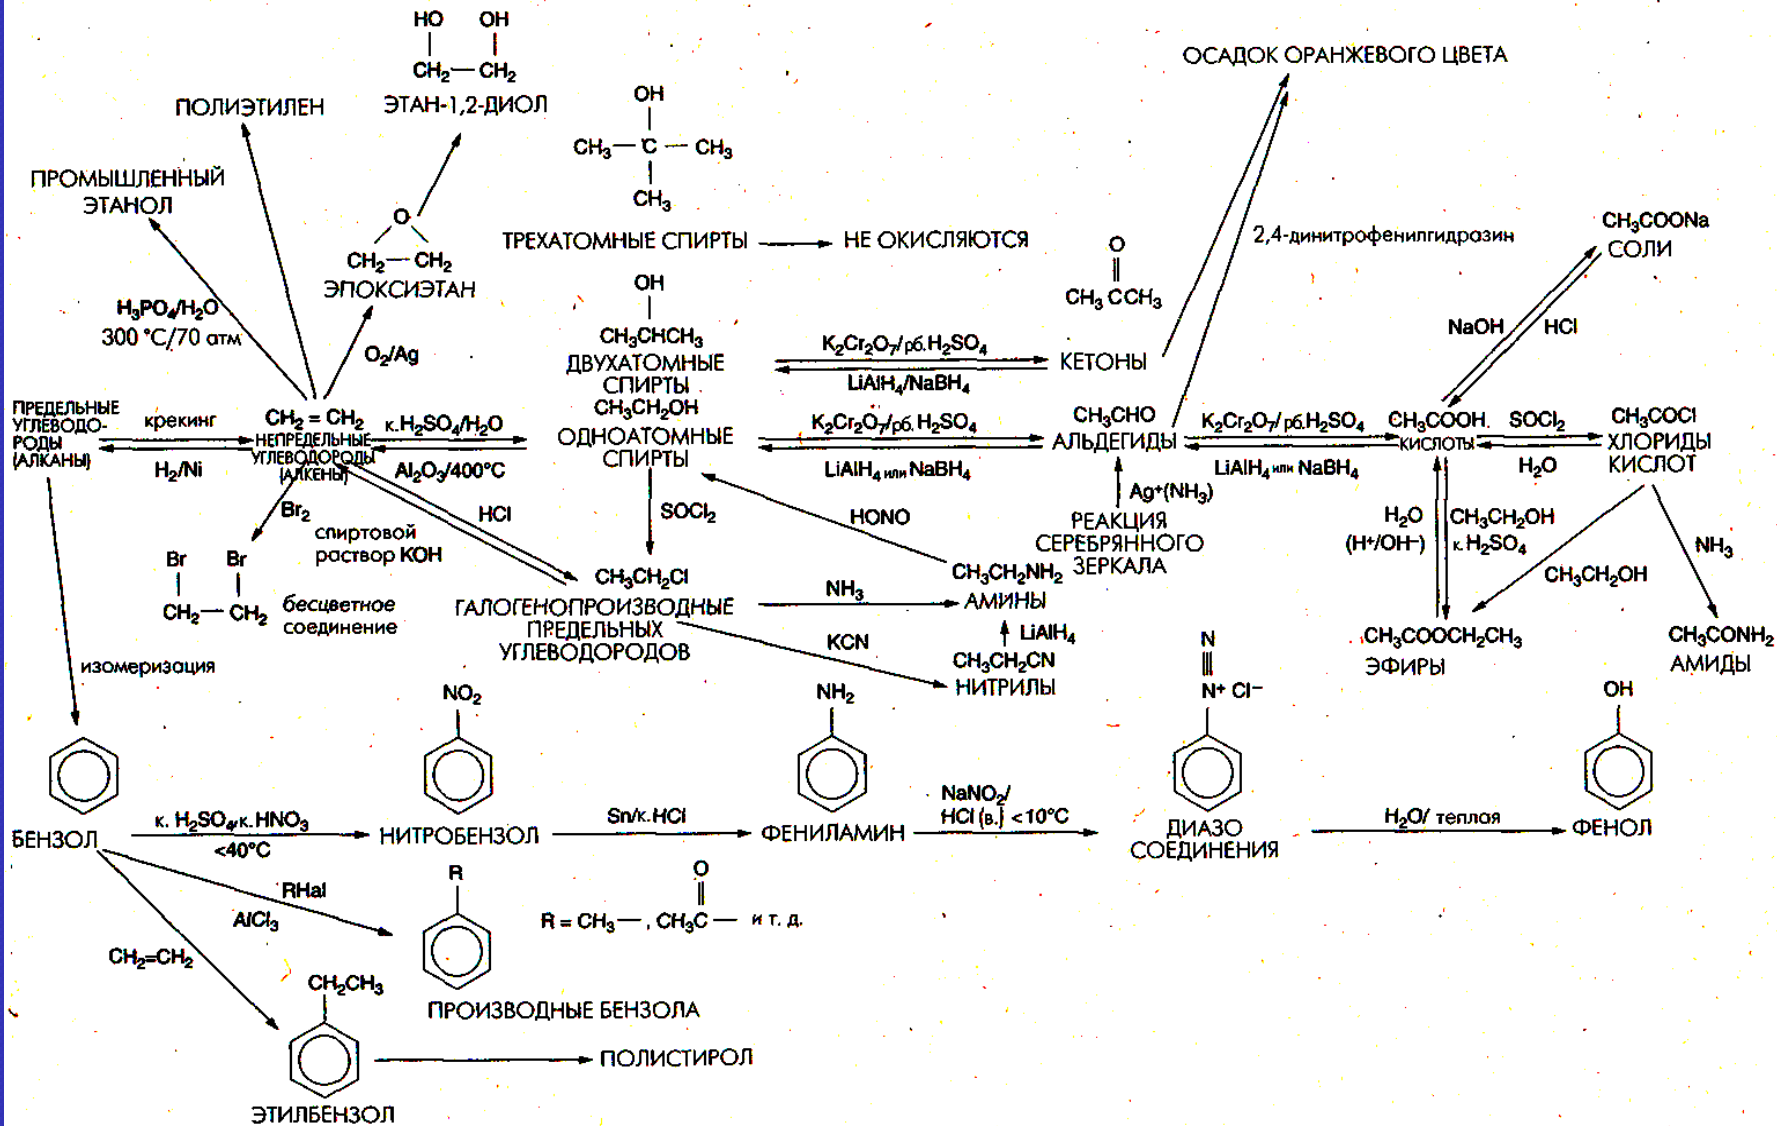 HO OH
CH₂—CH₂
ЭТАН-1,2-ДИОЛ
ПОЛИЭТИЛЕН
ПРОМЫШЛЕННЫЙ
ЭТАНОЛ
OH
CH₃—C—CH₃
CH₃
ТРЕХАТОМНЫЕ СПИРТЫ
НЕ ОКИСЛЯЮТСЯ
ОСАДОК ОРАНЖЕВОГО ЦВЕТА
2,4-динитрофенилгидразин
O
CH₂—CH₂
ЭПОКСИЭТАН
H₃PO₄/H₂O
300 °C/70 атм
O₂/Ag
OH
CH₃CHCH₃
ДВУХАТОМНЫЕ
СПИРТЫ
K₂Cr₂O₇/рб.H₂SO₄
LiAlH₄/NaBH₄
O
CH₃CCH₃
КЕТОНЫ
CH₃COONa
СОЛИ
NaOH
HCl
ПРЕДЕЛЬНЫЕ
УГЛЕВОДО-
РОДЫ
(АЛКАНЫ)
крекинг
H₂/Ni
CH₂=CH₂
НЕПРЕДЕЛЬНЫЕ
УГЛЕВОДОРОДЫ
(АЛКЕНЫ)
к.H₂SO₄/H₂O
Al₂O₃/400°C
CH₃CH₂OH
ОДНОАТОМНЫЕ
СПИРТЫ
K₂Cr₂O₇/рб.H₂SO₄
LiAlH₄ или NaBH₄
CH₃CHO
АЛЬДЕГИДЫ
K₂Cr₂O₇/рб.H₂SO₄
LiAlH₄ или NaBH₄
CH₃COOH
КИСЛОТЫ
SOCl₂
H₂O
CH₃COCl
ХЛОРИДЫ
КИСЛОТ
Br₂
HCl
спиртовой
раствор KOH
SOCl₂
HONO
Ag⁺(NH₃)
РЕАКЦИЯ
СЕРЕБРЯННОГО
ЗЕРКАЛА
H₂O
(H⁺/OH⁻)
CH₃CH₂OH
к.H₂SO₄
CH₃CH₂OH
NH₃
Br Br
CH₂—CH₂
бесцветное
соединение
CH₃CH₂Cl
ГАЛОГЕНОПРОИЗВОДНЫЕ
ПРЕДЕЛЬНЫХ
УГЛЕВОДОРОДОВ
NH₃
KCN
CH₃CH₂NH₂
АМИНЫ
LiAlH₄
CH₃CH₂CN
НИТРИЛЫ
CH₃COOCH₂CH₃
ЭФИРЫ
CH₃CONH₂
АМИДЫ
изомеризация
NO₂
NH₂
N
N⁺ Cl⁻
OH
БЕНЗОЛ
к. H₂SO₄,к.HNO₃
<40°C
НИТРОБЕНЗОЛ
Sn/к.HCl
ФЕНИЛАМИН
NaNO₂/
HCl (в.) <10°C
ДИАЗО
СОЕДИНЕНИЯ
H₂O/ теплая
ФЕНОЛ
RHal
AlCl₃
R
O
R = CH₃—, CH₃C— и т. д.
ПРОИЗВОДНЫЕ БЕНЗОЛА
CH₂=CH₂
CH₂CH₃
ЭТИЛБЕНЗОЛ
ПОЛИСТИРОЛ